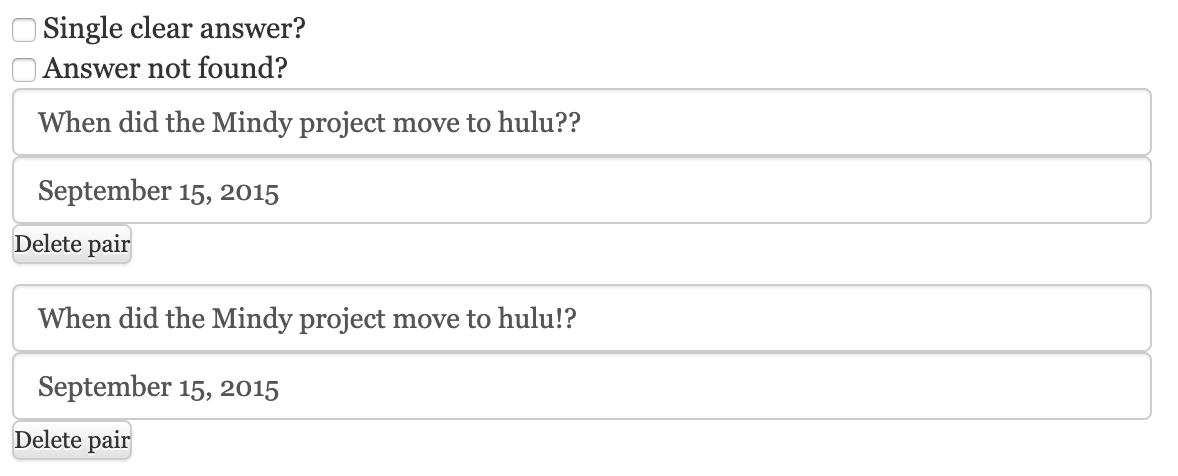 Single clear answer?
Answer not found?
When did the Mindy project move to hulu??
September 15, 2015
Delete pair
When did the Mindy project move to hulu!?
September 15, 2015
Delete pair